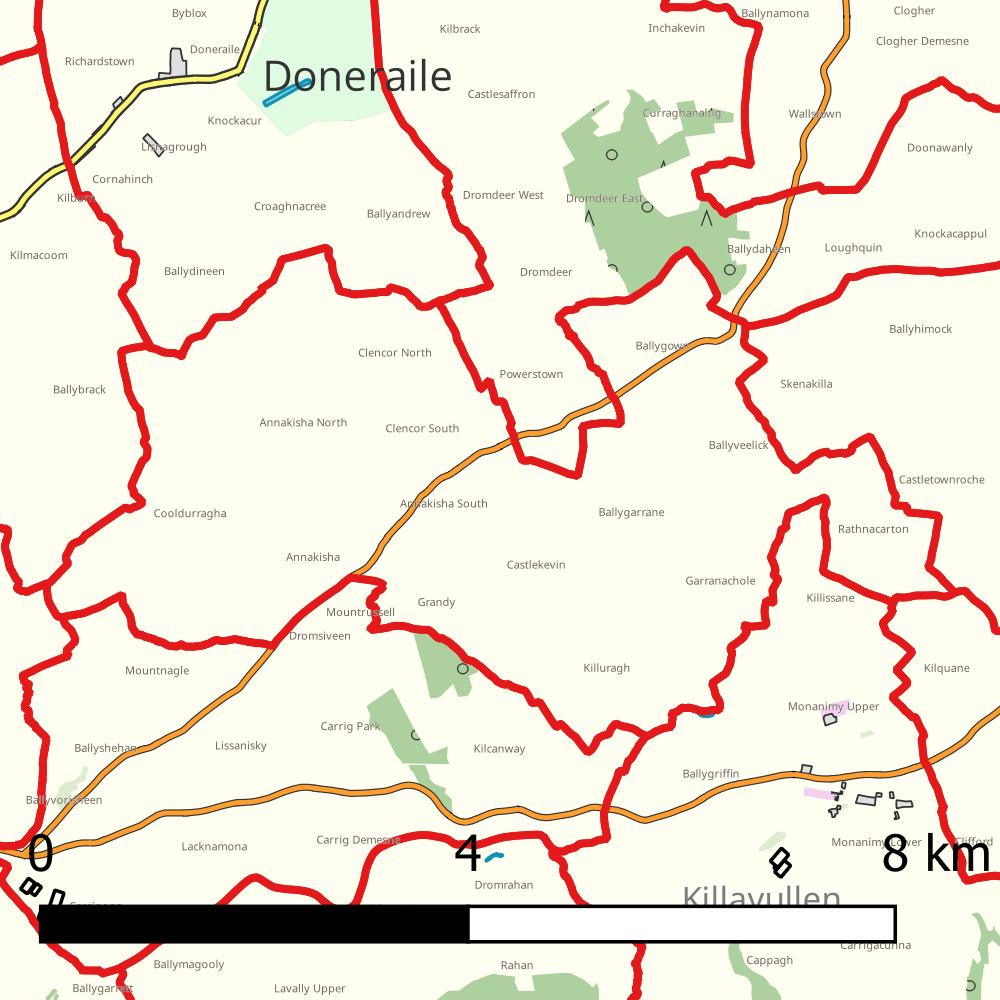 Byblox
Ballynamona
Clogher
Kilbrack
Inchakevin
Clogher Demesne
Doneraile
Richardstown
Doneraile
Castlesaffron
Knockacur
Curraghanaltig
Wallstown
Lisnagrough
Doonawanly
Cornahinch
Kilburn
Croaghnacree
Ballyandrew
Dromdeer West
Dromdeer East
Kilmacoom
Knockacappul
Ballydaheen
Loughquin
Ballydineen
Dromdeer
Ballyhimock
Clencor North
Ballygown
Powerstown
Skenakilla
Ballybrack
Annakisha North
Clencor South
Ballyveelick
Castletownroche
Annakisha South
Cooldurragha
Ballygarrane
Rathnacarton
Annakisha
Castlekevin
Garranachole
Grandy
Killissane
Mountrussell
Dromsiveen
Mountnagle
Killuragh
Kilquane
Monanimy Upper
Carrig Park
Ballyshehan
Lissanisky
Kilcanway
Ballygriffin
Ballyvorisheen
Lacknamona
Carrig Demesne
Monanimy Lower
Clifford
0 4 8 km
Dromrahan
Killavullen
Carrigacunna
Ballymagooly
Rahan
Cappagh
Ballygarrett
Lavally Upper